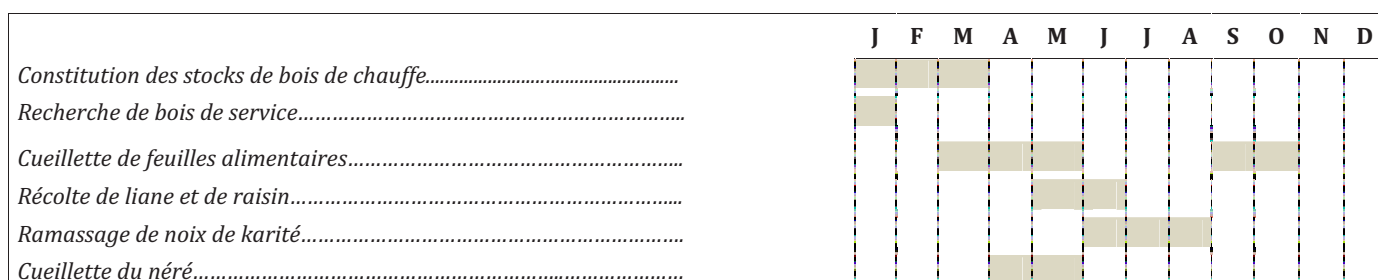 J F M A M J J A S O N D
Constitution des stocks de bois de chauffe............................................................
Recherche de bois de service……………………………………………………………..
Cueillette de feuilles alimentaires……………………………………………………..
Récolte de liane et de raisin………………………………………………………………...
Ramassage de noix de karité……………………………………………………………….
Cueillette du néré……………………………………………………..…………………